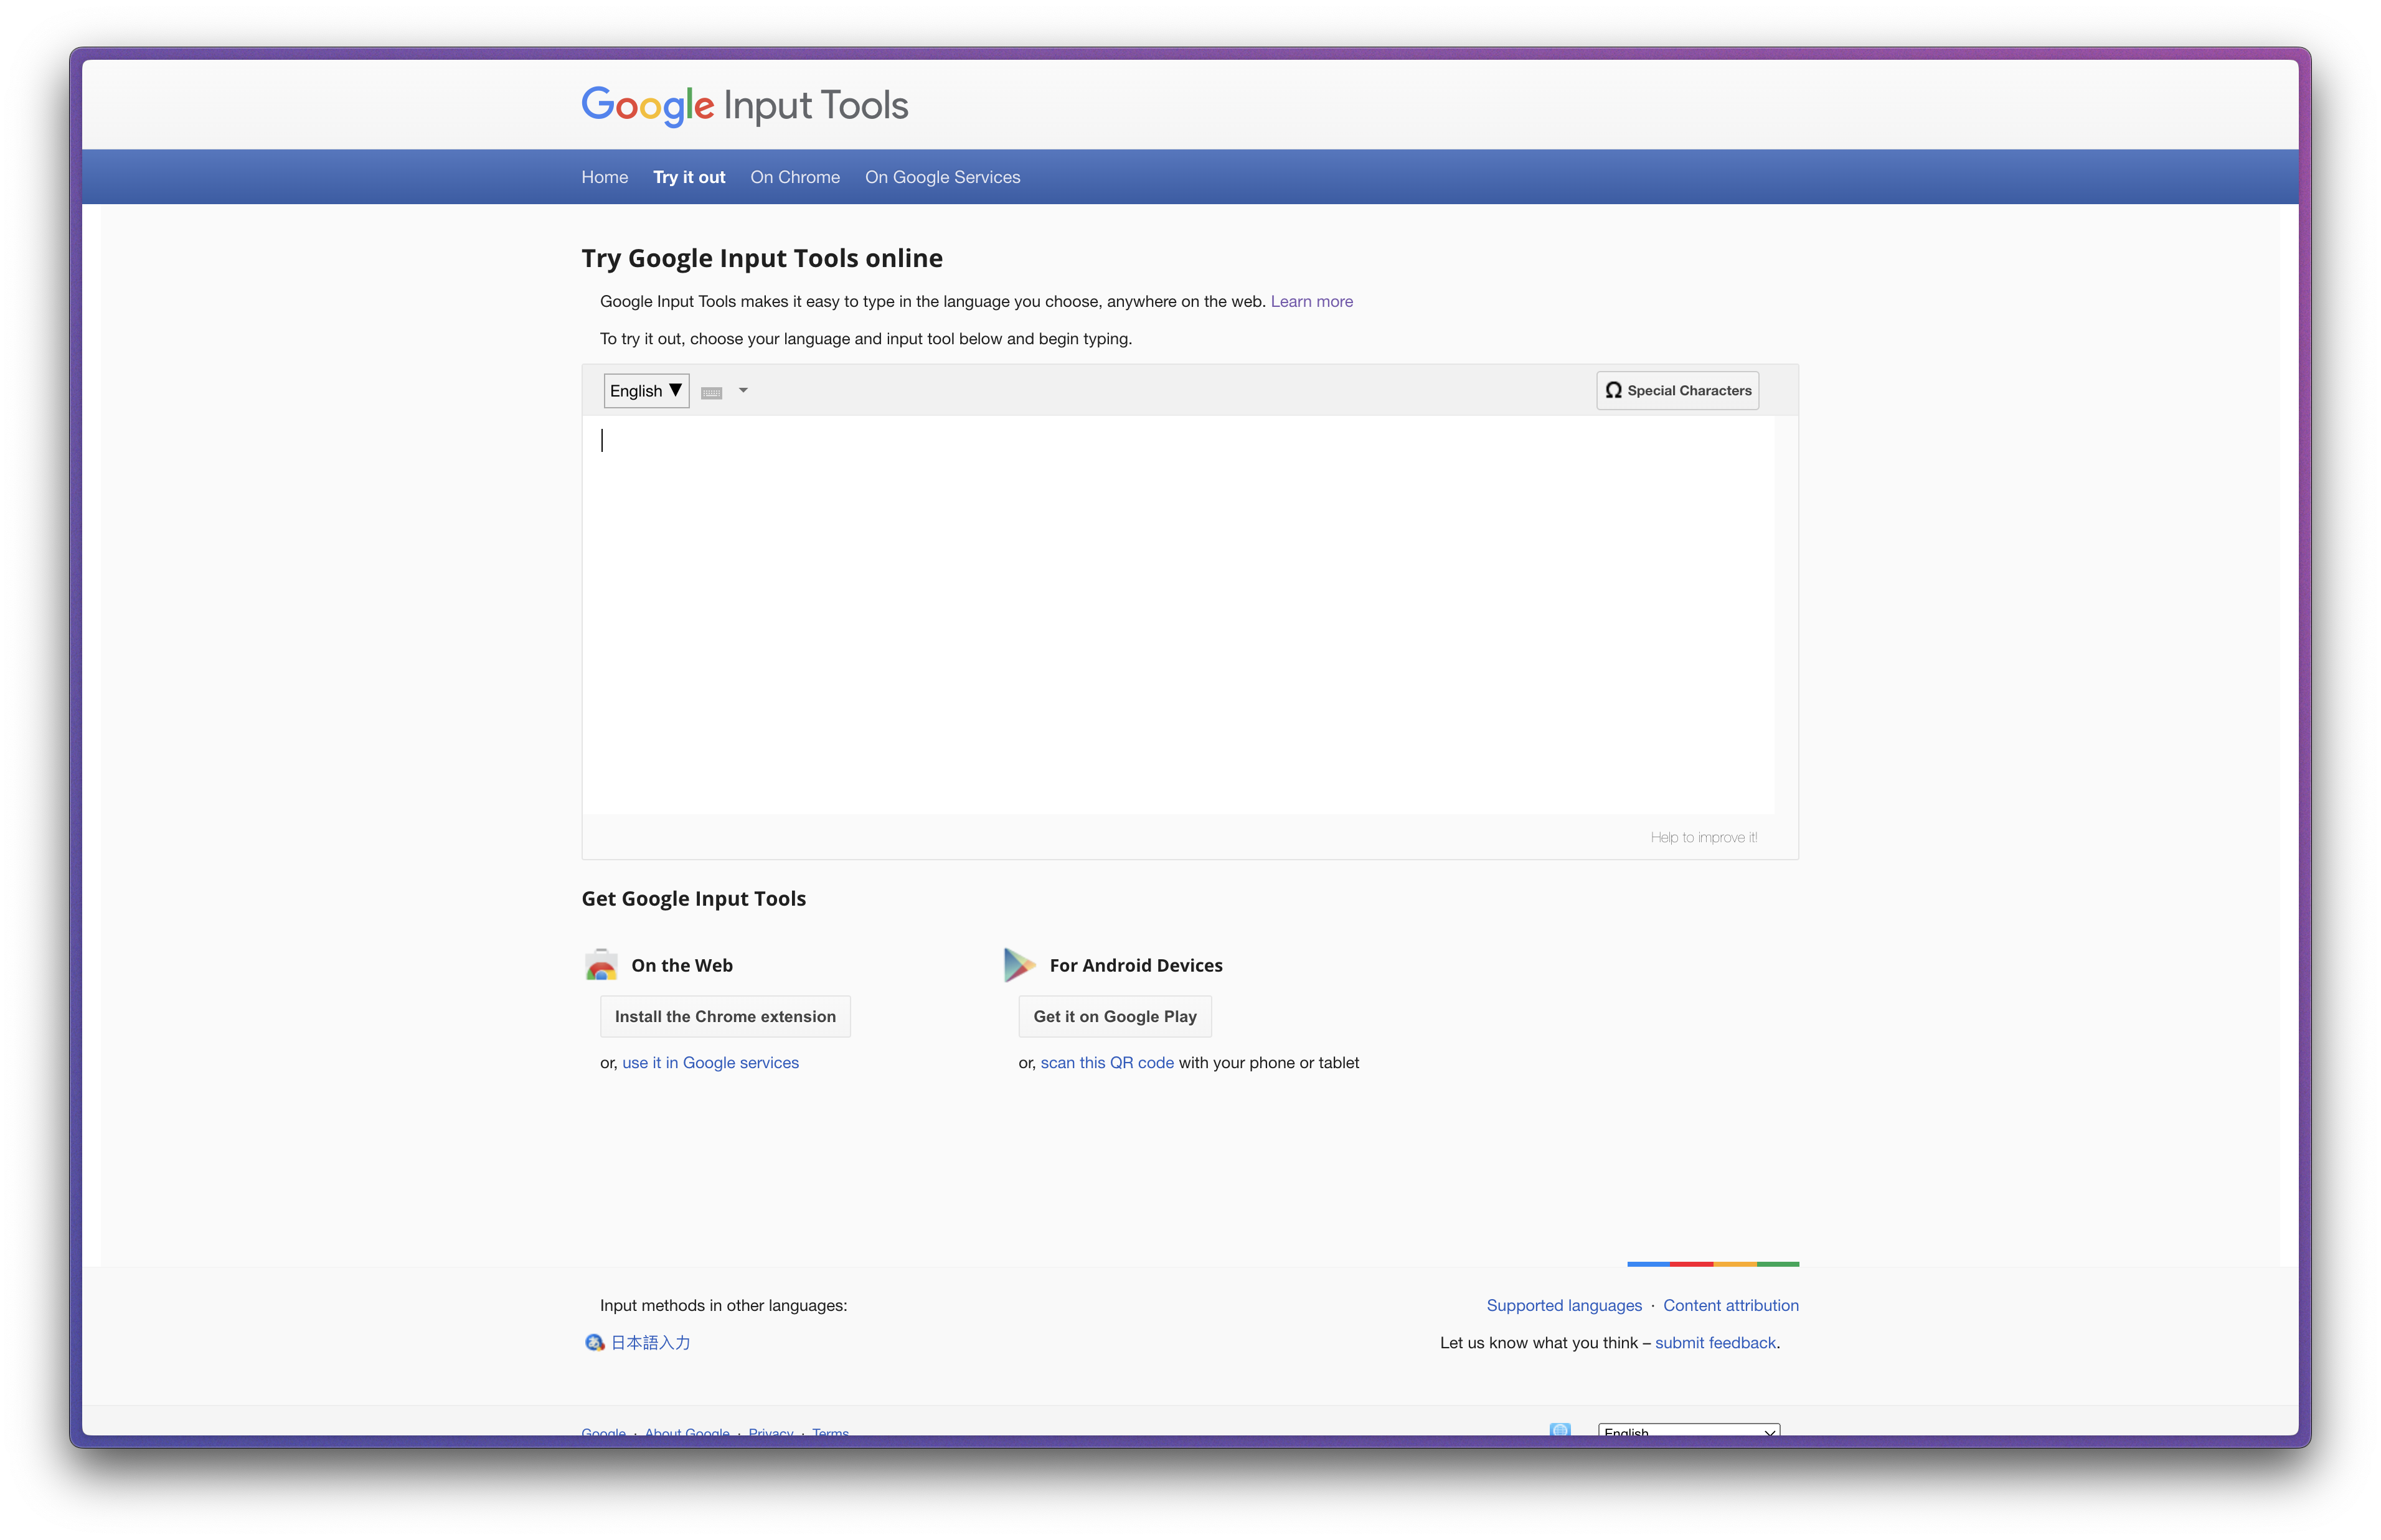 Google Input Tools
Home Try it out On Chrome On Google Services
Try Google Input Tools online
Google Input Tools makes it easy to type in the language you choose, anywhere on the web. Learn more
To try it out, choose your language and input tool below and begin typing.
English ▼ Ω Special Characters
Help to improve it!
Get Google Input Tools
On the Web
Install the Chrome extension
or, use it in Google services
For Android Devices
Get it on Google Play
or, scan this QR code with your phone or tablet
Input methods in other languages:
日本語入力
Supported languages · Content attribution
Let us know what you think – submit feedback.
Google · About Google · Privacy · Terms
English